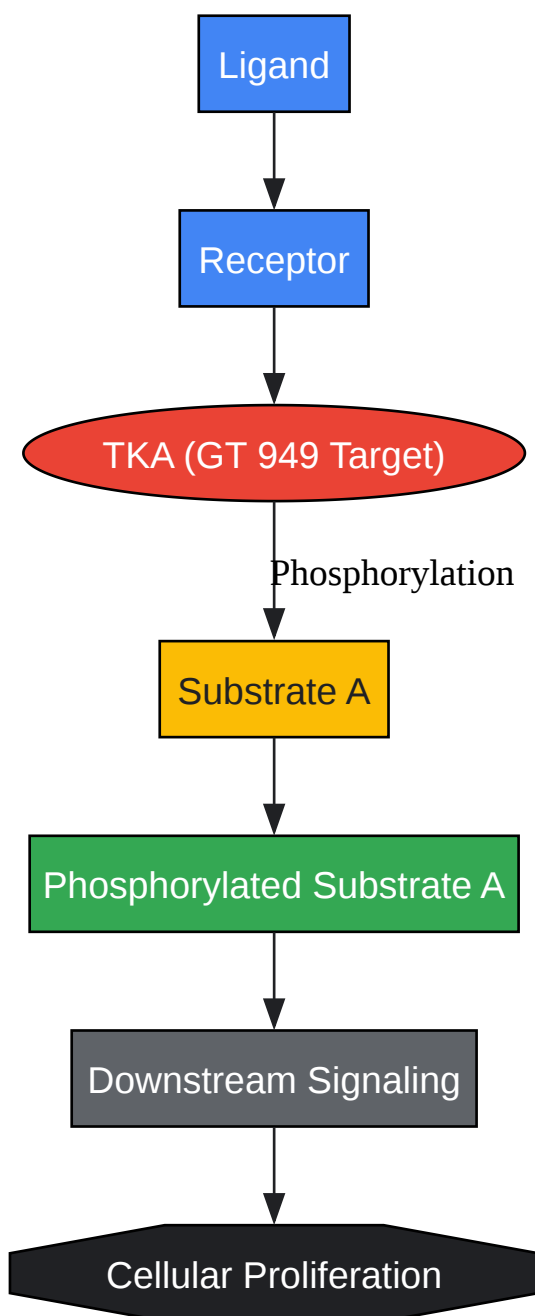 Ligand
Receptor
TKA (GT 949 Target)
Phosphorylation
Substrate A
Phosphorylated Substrate A
Downstream Signaling
Cellular Proliferation